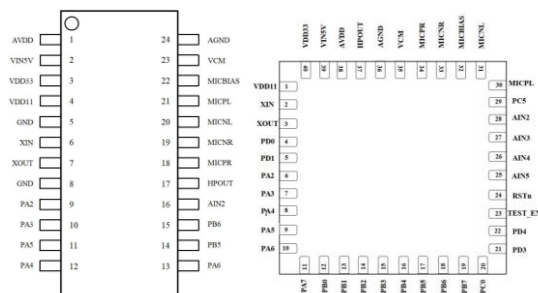 AVDD 1 24 AGND
VIN5V 2 23 VCM
VDD33 3 22 MICBIAS
VDD11 4 21 MICPL
GND 5 20 MICNL
XIN 6 19 MICNR
XOUT 7 18 MICPR
GND 8 17 HPOUT
PA2 9 16 AIN2
PA3 10 15 PB6
PA5 11 14 PB5
PA4 12 13 PA6
VDD33 VIN5V AVDD HPOUT AGND VCM MICPR MICNR MICBIAS MICNL
40 39 38 37 36 35 34 33 32 31
VDD11 1 30 MICPL
XIN 2 29 PC5
XOUT 3 28 AIN2
PD0 4 27 AIN3
PD1 5 26 AIN4
PA2 6 25 AIN5
PA3 7 24 RSTn
PA4 8 23 TEST_EN
PA5 9 22 PD4
PA6 10 21 PD3
11 12 13 14 15 16 17 18 19 20
PA7 PB0 PB1 PB2 PB3 PB4 PB5 PB6 PB7 PC0